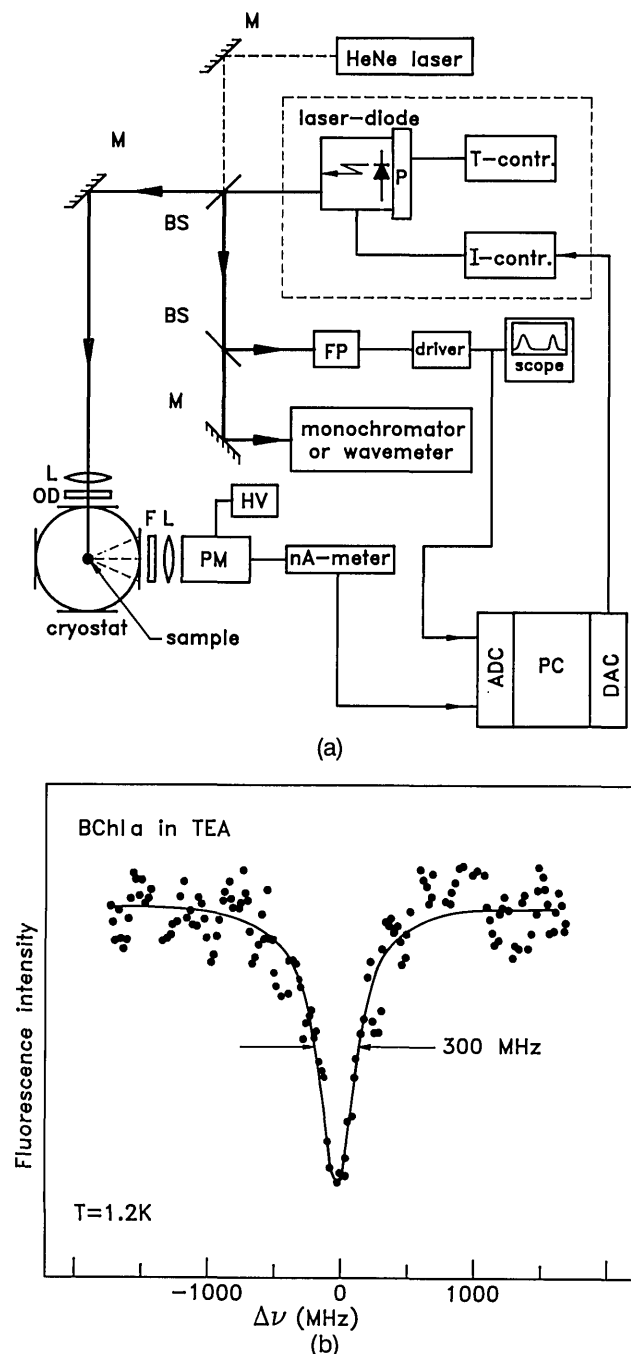 M
HeNe laser
laser-diode
M
P
T-contr.
BS
I-contr.
BS
FP
driver
scope
M
monochromator
or wavemeter
L
OD
F L
HV
PM
nA-meter
cryostat
sample
ADC
PC
DAC
(a)
BChla in TEA
Fluorescence intensity
300 MHz
T=1.2K
-1000 0 1000
Δν (MHz)
(b)